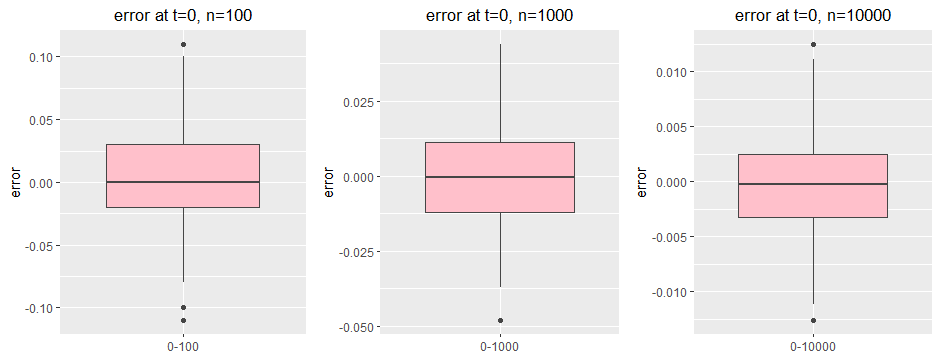 error at t=0, n=100
error
0.10
0.05
0.00
-0.05
-0.10
0-100
error at t=0, n=1000
error
0.025
0.000
-0.025
-0.050
0-1000
error at t=0, n=10000
error
0.010
0.005
0.000
-0.005
-0.010
0-10000